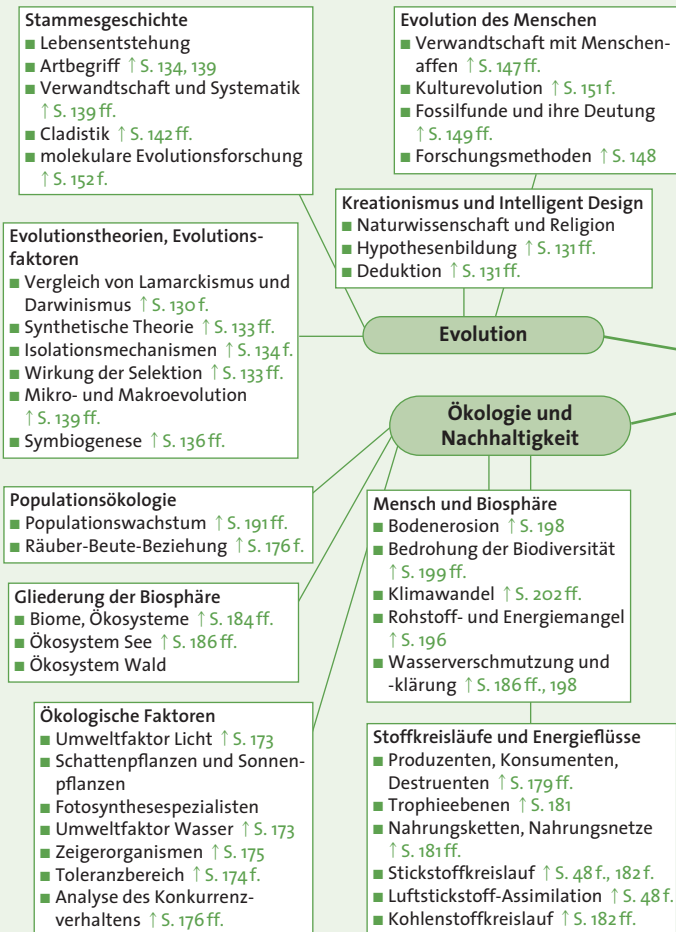 Stammesgeschichte
■ Lebensentstehung
■ Artbegriff ↑ S. 134, 139
■ Verwandtschaft und Systematik
↑ S. 139 ff.
■ Cladistik ↑ S. 142 ff.
■ molekulare Evolutionsforschung
↑ S. 152 f.
Evolution des Menschen
■ Verwandtschaft mit Menschen-
affen ↑ S. 147 ff.
■ Kulturevolution ↑ S. 151 f.
■ Fossilfunde und ihre Deutung
↑ S. 149 ff.
■ Forschungsmethoden ↑ S. 148
Kreationismus und Intelligent Design
■ Naturwissenschaft und Religion
■ Hypothesenbildung ↑ S. 131 ff.
■ Deduktion ↑ S. 131 ff.
Evolutionstheorien, Evolutions-
faktoren
■ Vergleich von Lamarckismus und
Darwinismus ↑ S. 130 f.
■ Synthetische Theorie ↑ S. 133 ff.
■ Isolationsmechanismen ↑ S. 134 f.
■ Wirkung der Selektion ↑ S. 133 ff.
■ Mikro- und Makroevolution
↑ S. 139 ff.
■ Symbiogenese ↑ S. 136 ff.
Evolution
Ökologie und
Nachhaltigkeit
Populationsökologie
■ Populationswachstum ↑ S. 191 ff.
■ Räuber-Beute-Beziehung ↑ S. 176 f.
Gliederung der Biosphäre
■ Biome, Ökosysteme ↑ S. 184 ff.
■ Ökosystem See ↑ S. 186 ff.
■ Ökosystem Wald
Ökologische Faktoren
■ Umweltfaktor Licht ↑ S. 173
■ Schattenpflanzen und Sonnen-
pflanzen
■ Fotosynthesespezialisten
■ Umweltfaktor Wasser ↑ S. 173
■ Zeigerorganismen ↑ S. 175
■ Toleranzbereich ↑ S. 174 f.
■ Analyse des Konkurrenz-
verhaltens ↑ S. 176 ff.
Mensch und Biosphäre
■ Bodenerosion ↑ S. 198
■ Bedrohung der Biodiversität
↑ S. 199 ff.
■ Klimawandel ↑ S. 202 ff.
■ Rohstoff- und Energiemangel
↑ S. 196
■ Wasserverschmutzung und
-klärung ↑ S. 186 ff., 198
Stoffkreisläufe und Energieflüsse
■ Produzenten, Konsumenten,
Destruenten ↑ S. 179 ff.
■ Trophieebenen ↑ S. 181
■ Nahrungsketten, Nahrungsnetze
↑ S. 181 ff.
■ Stickstoffkreislauf ↑ S. 48 f., 182 f.
■ Luftstickstoff-Assimilation ↑ S. 48 f.
■ Kohlenstoffkreislauf ↑ S. 182 ff.